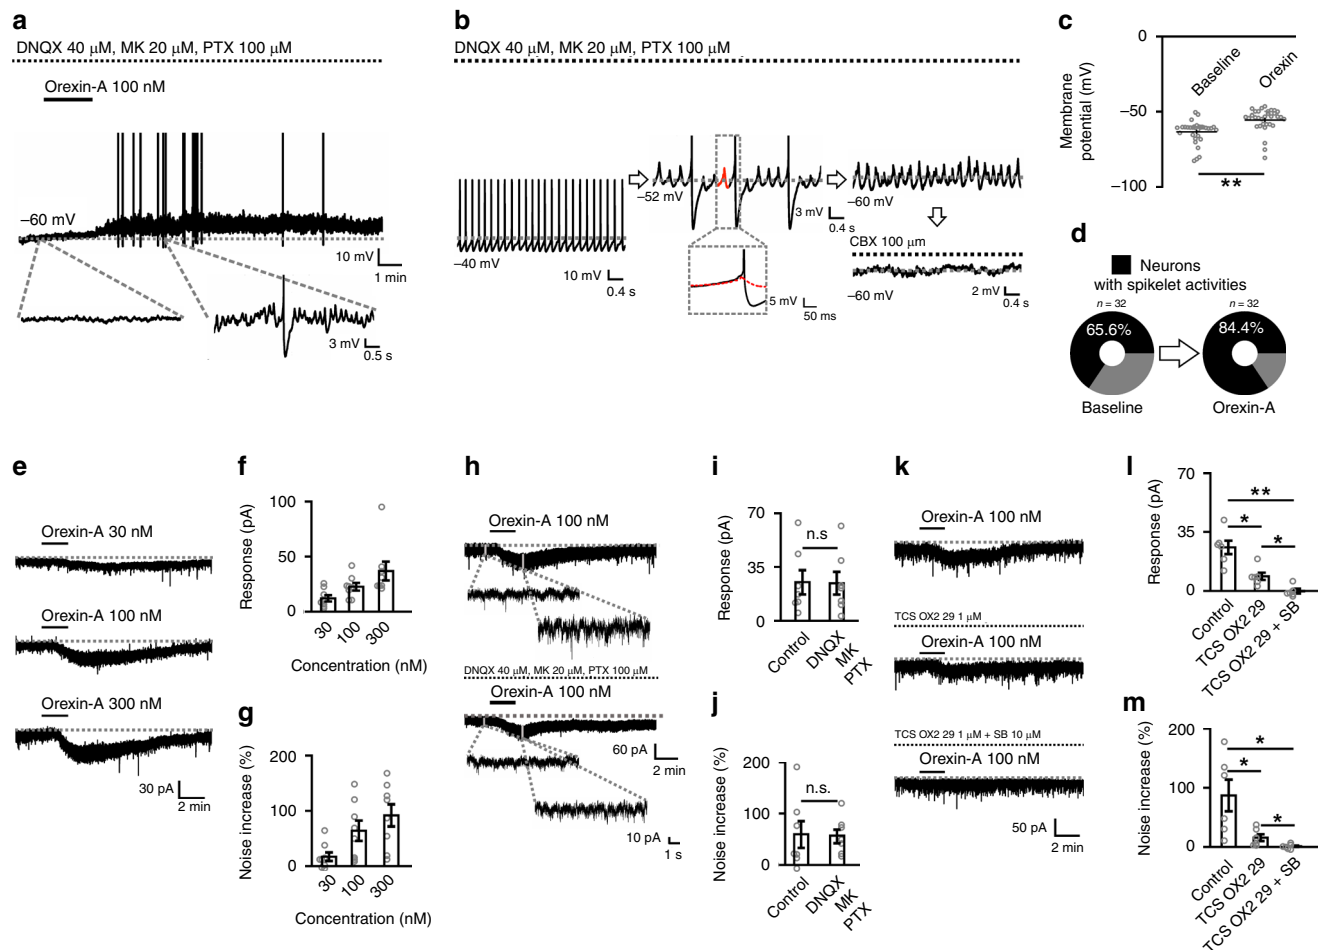 a
DNQX 40 μM, MK 20 μM, PTX 100 μM
Orexin-A 100 nM
–60 mV
10 mV
1 min
3 mV
0.5 s
b
DNQX 40 μM, MK 20 μM, PTX 100 μM
–40 mV
10 mV
0.4 s
–52 mV
3 mV
0.4 s
5 mV
50 ms
–60 mV
CBX 100 μm
–60 mV
2 mV
0.4 s
c
Membrane potential (mV)
0
–50
–100
Baseline
Orexin
**
d
Neurons
with spikelet activities
n = 32
n = 32
65.6%
84.4%
Baseline
Orexin-A
e
Orexin-A 30 nM
Orexin-A 100 nM
Orexin-A 300 nM
30 pA
2 min
f
Response (pA)
100
50
0
30
100
300
Concentration (nM)
g
Noise increase (%)
200
100
0
30
100
300
Concentration (nM)
h
Orexin-A 100 nM
DNQX 40 μM, MK 20 μM, PTX 100 μM
Orexin-A 100 nM
60 pA
2 min
10 pA
1 s
i
Response (pA)
70
35
0
n.s
Control
DNQX
MK
PTX
j
Noise increase (%)
200
100
0
n.s.
Control
DNQX
MK
PTX
k
Orexin-A 100 nM
TCS OX2 29 1 μM
Orexin-A 100 nM
TCS OX2 29 1 μM + SB 10 μM
Orexin-A 100 nM
50 pA
2 min
l
Response (pA)
70
35
0
**
*
*
Control
TCS OX2 29
TCS OX2 29 + SB
m
Noise increase (%)
200
100
0
*
*
*
Control
TCS OX2 29
TCS OX2 29 + SB